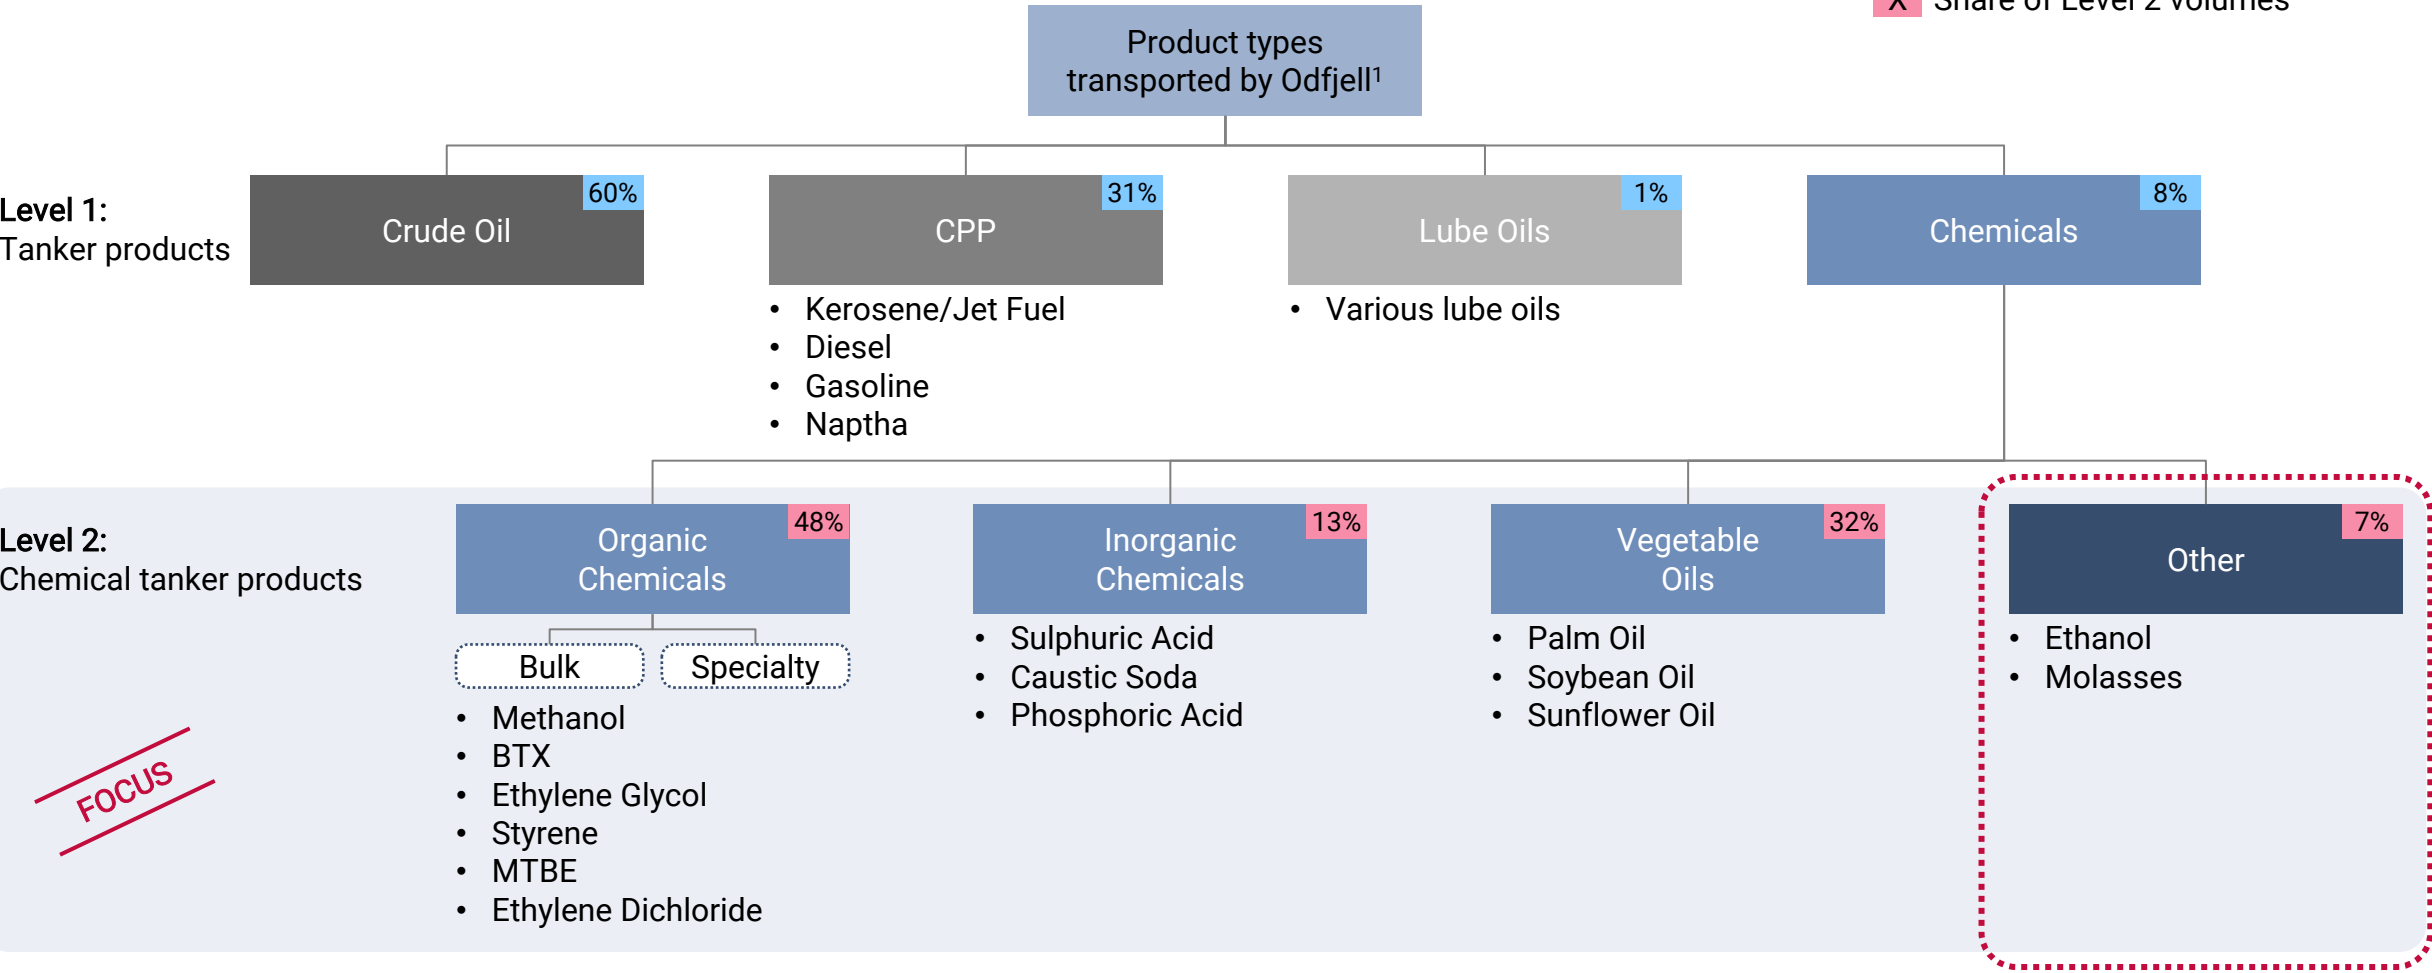 X Share of Level 2 volumes
Product types
transported by Odfjell¹
Level 1:
Tanker products
Crude Oil
60%
CPP
31%
Lube Oils
1%
Chemicals
8%
• Kerosene/Jet Fuel
• Diesel
• Gasoline
• Naptha
• Various lube oils
Level 2:
Chemical tanker products
Organic
Chemicals
48%
Inorganic
Chemicals
13%
Vegetable
Oils
32%
Other
7%
Bulk
Specialty
• Methanol
• BTX
• Ethylene Glycol
• Styrene
• MTBE
• Ethylene Dichloride
• Sulphuric Acid
• Caustic Soda
• Phosphoric Acid
• Palm Oil
• Soybean Oil
• Sunflower Oil
• Ethanol
• Molasses
FOCUS